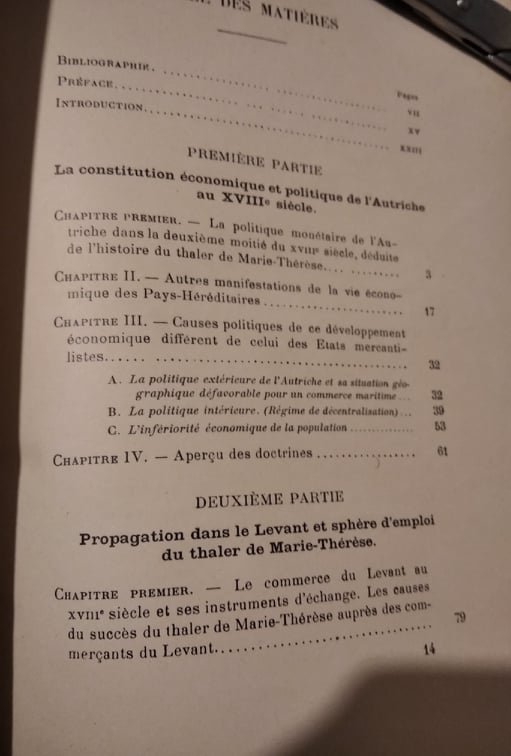 DES MATIÈRES
Pages
BIBLIOGRAPHIE. VII
PRÉFACE. XV
INTRODUCTION. XXIII
PREMIÈRE PARTIE
La constitution économique et politique de l'Autriche
au XVIIIe siècle.
CHAPITRE PREMIER. — La politique monétaire de l'Au-
triche dans la deuxième moitié du XVIIIe siècle, déduite
de l'histoire du thaler de Marie-Thérèse. 3
CHAPITRE II. — Autres manifestations de la vie écono-
mique des Pays-Héréditaires 17
CHAPITRE III. — Causes politiques de ce développement
économique différent de celui des Etats mercanti-
listes. 32
A. La politique extérieure de l'Autriche et sa situation géo-
graphique défavorable pour un commerce maritime 32
B. La politique intérieure. (Régime de décentralisation) 39
C. L'infériorité économique de la population 53
CHAPITRE IV. — Aperçu des doctrines 61
DEUXIÈME PARTIE
Propagation dans le Levant et sphère d'emploi
du thaler de Marie-Thérèse.
CHAPITRE PREMIER. — Le commerce du Levant au
XVIIIe siècle et ses instruments d'échange. Les causes
du succès du thaler de Marie-Thérèse auprès des com-
merçants du Levant. 79
14